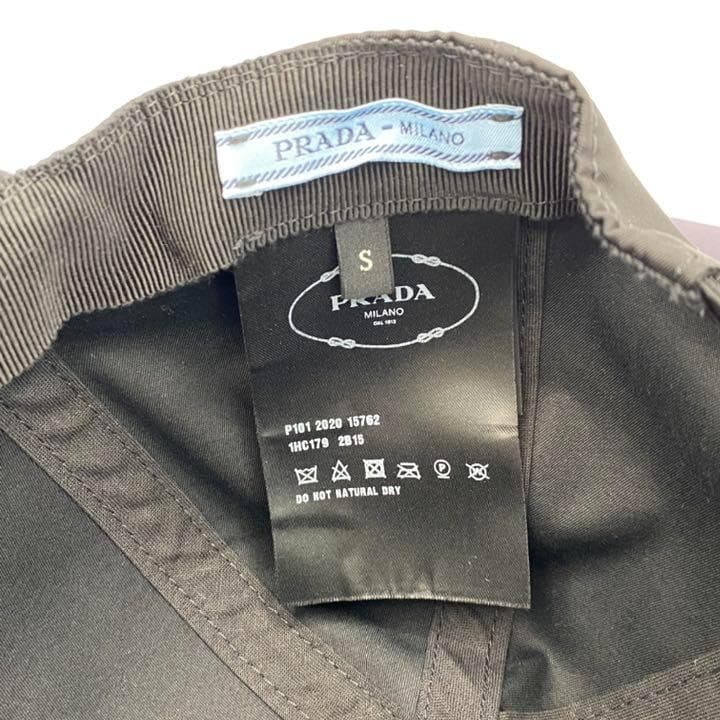 PRADA - MILANO
S
PRADA
MILANO
DAL 1913
P101 2020 15762
1HC179 2B15
DO NOT NATURAL DRY